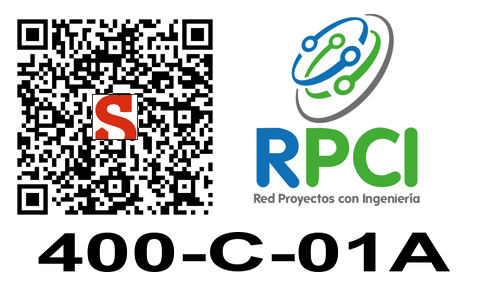 S
RPCI
Red Proyectos con Ingeniería
400-C-01A